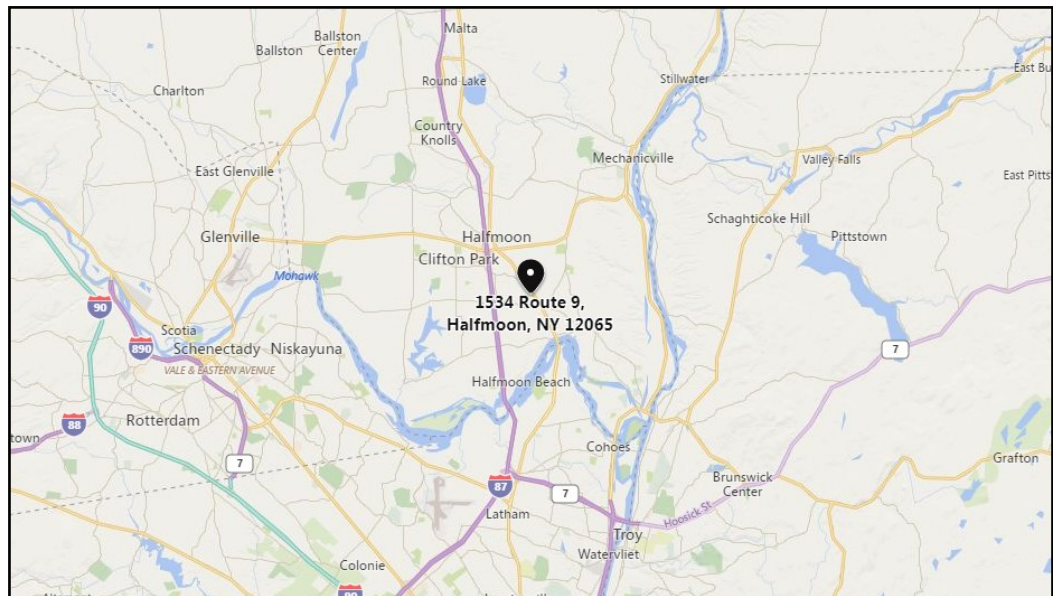 Malta
Ballston
Center
Ballston
Stillwater
East Bu
Round Lake
Charlton
Country
Knolls
Mechanicville
Valley Falls
East Glenville
East Pitts
Schaghticoke Hill
Glenville
Halfmoon
Pittstown
Clifton Park
Mohawk
1534 Route 9,
Halfmoon, NY 12065
90
Scotia
890
Schenectady
Niskayuna
7
VALE & EASTERN AVENUE
Halfmoon Beach
Rotterdam
88
town
Cohoes
7
Grafton
Brunswick
Center
87
7
Latham
Hoosick St
Troy
Watervliet
Colonie
90